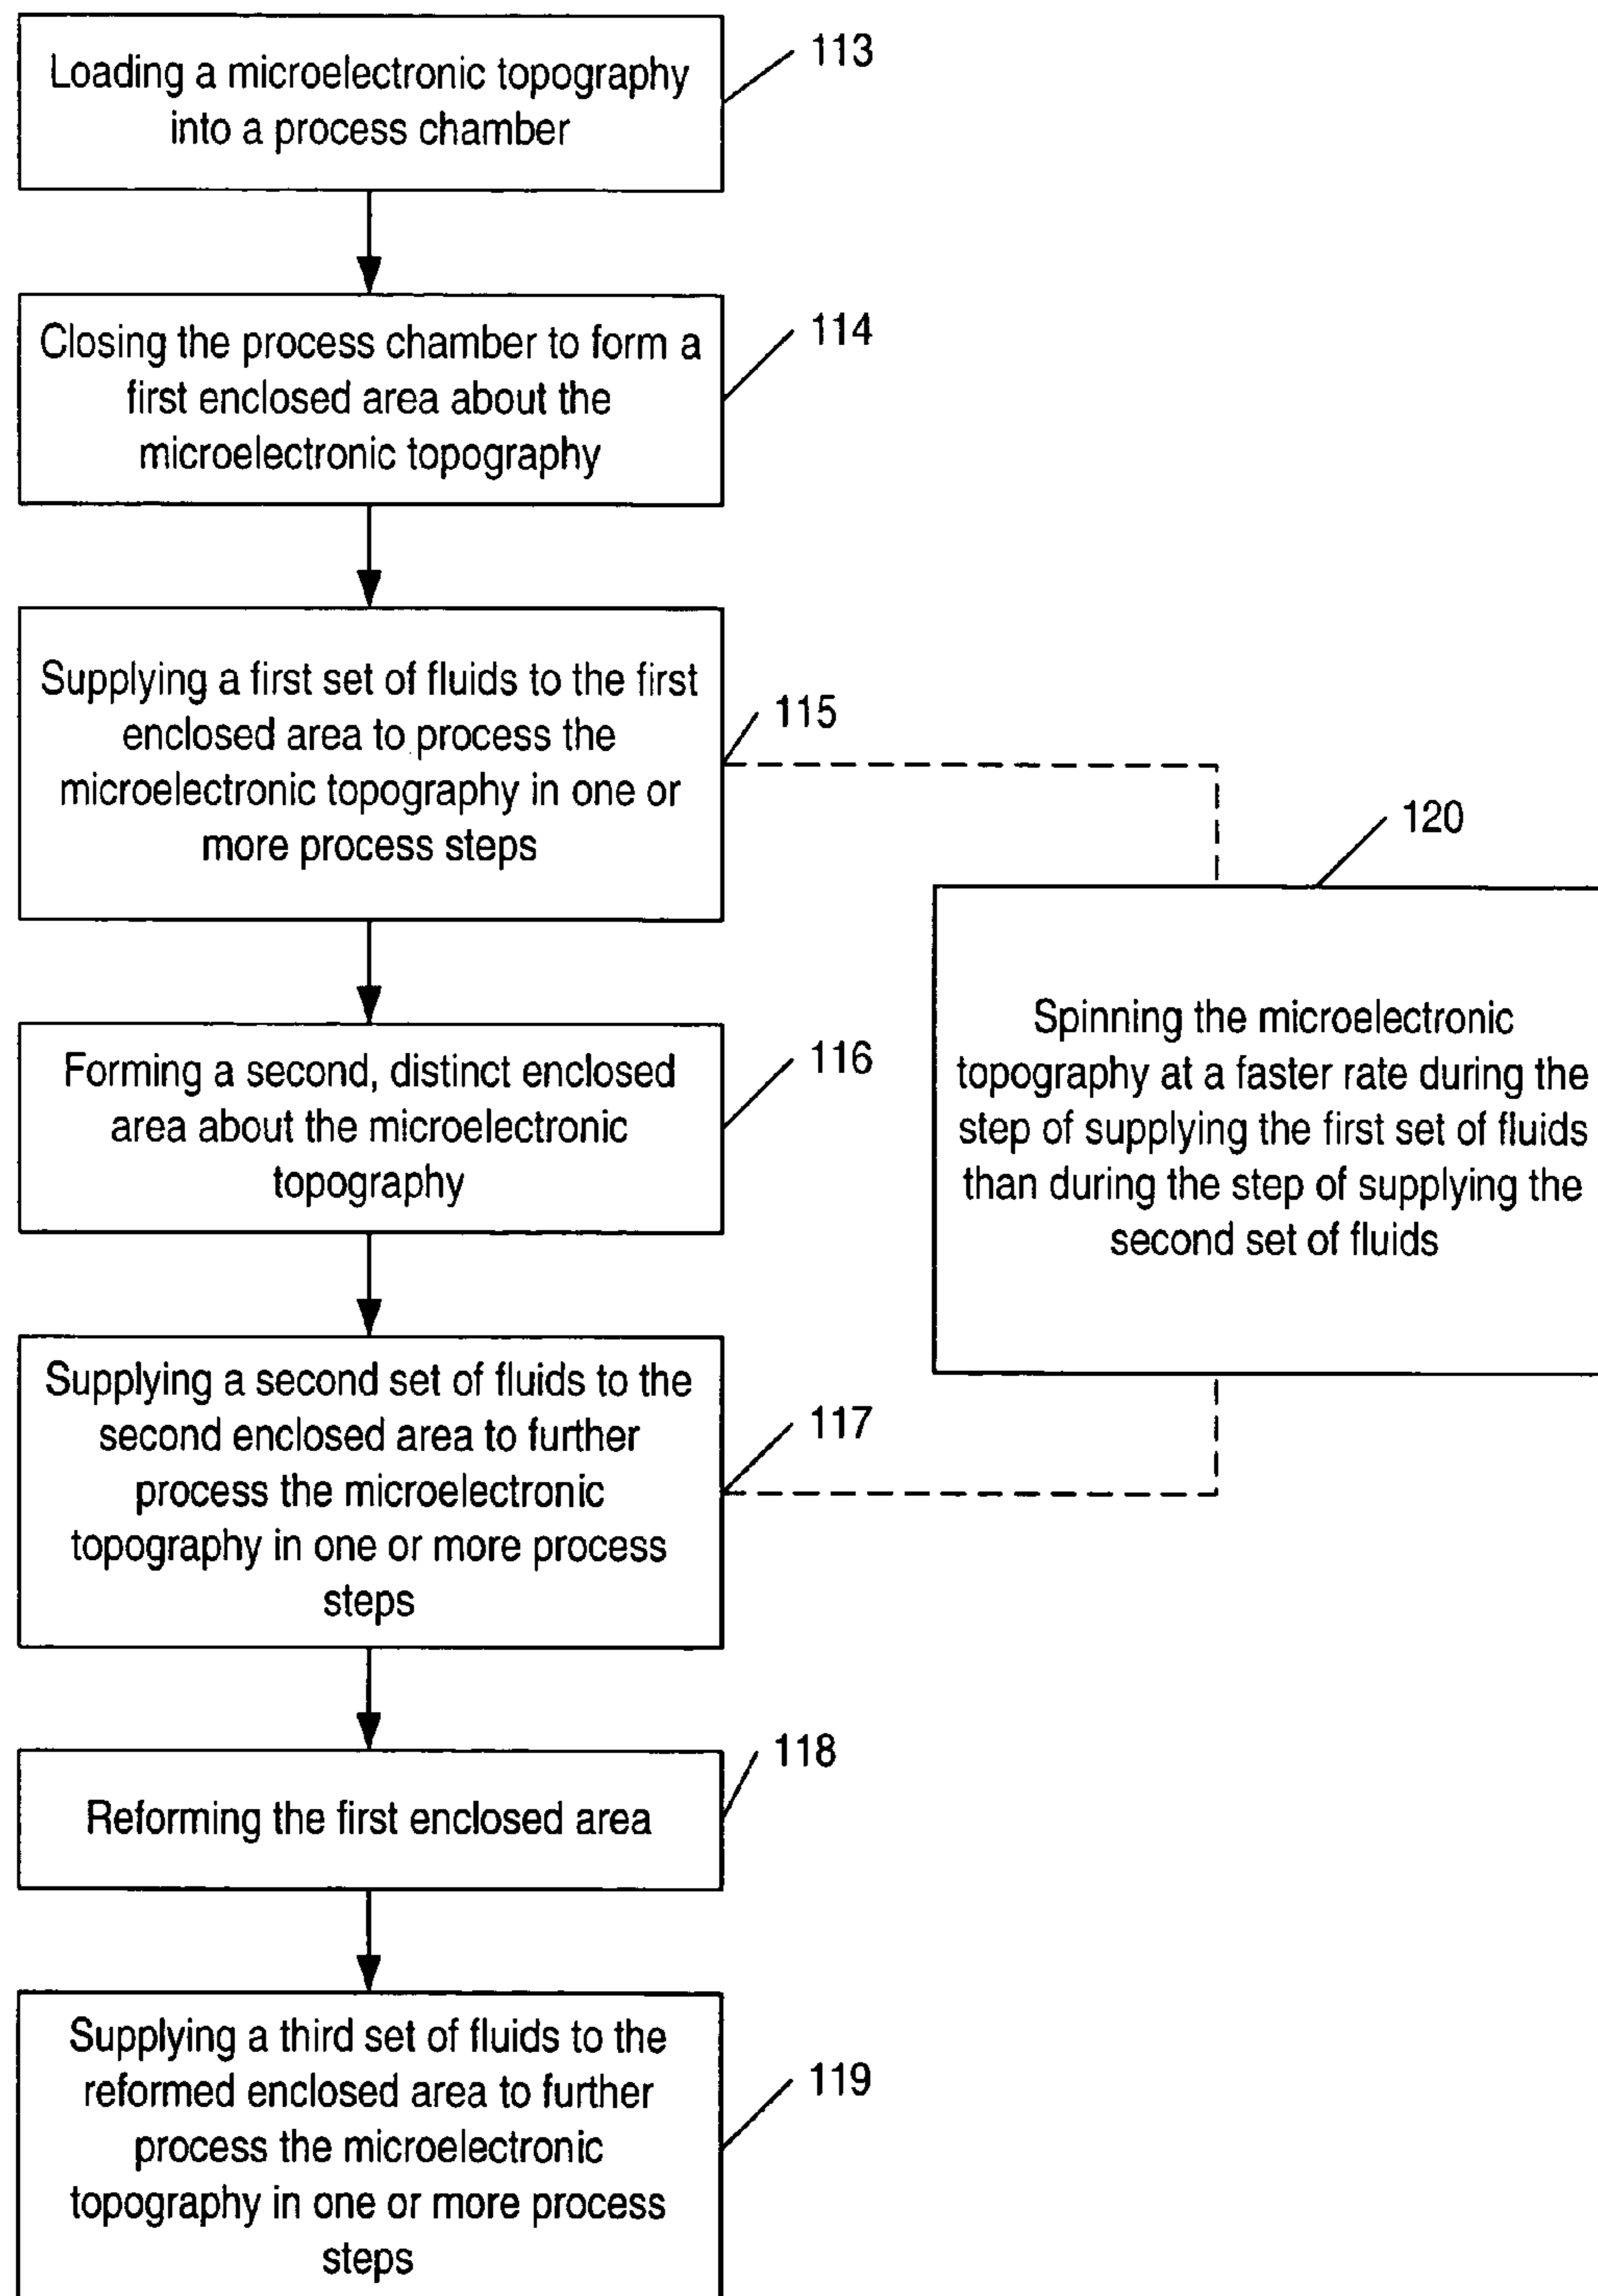 Loading a microelectronic topography
into a process chamber
113
Closing the process chamber to form a
first enclosed area about the
microelectronic topography
114
Supplying a first set of fluids to the first
enclosed area to process the
microelectronic topography in one or
more process steps
115
120
Spinning the microelectronic
topography at a faster rate during the
step of supplying the first set of fluids
than during the step of supplying the
second set of fluids
Forming a second, distinct enclosed
area about the microelectronic
topography
116
Supplying a second set of fluids to the
second enclosed area to further
process the microelectronic
topography in one or more process
steps
117
Reforming the first enclosed area
118
Supplying a third set of fluids to the
reformed enclosed area to further
process the microelectronic
topography in one or more process
steps
119